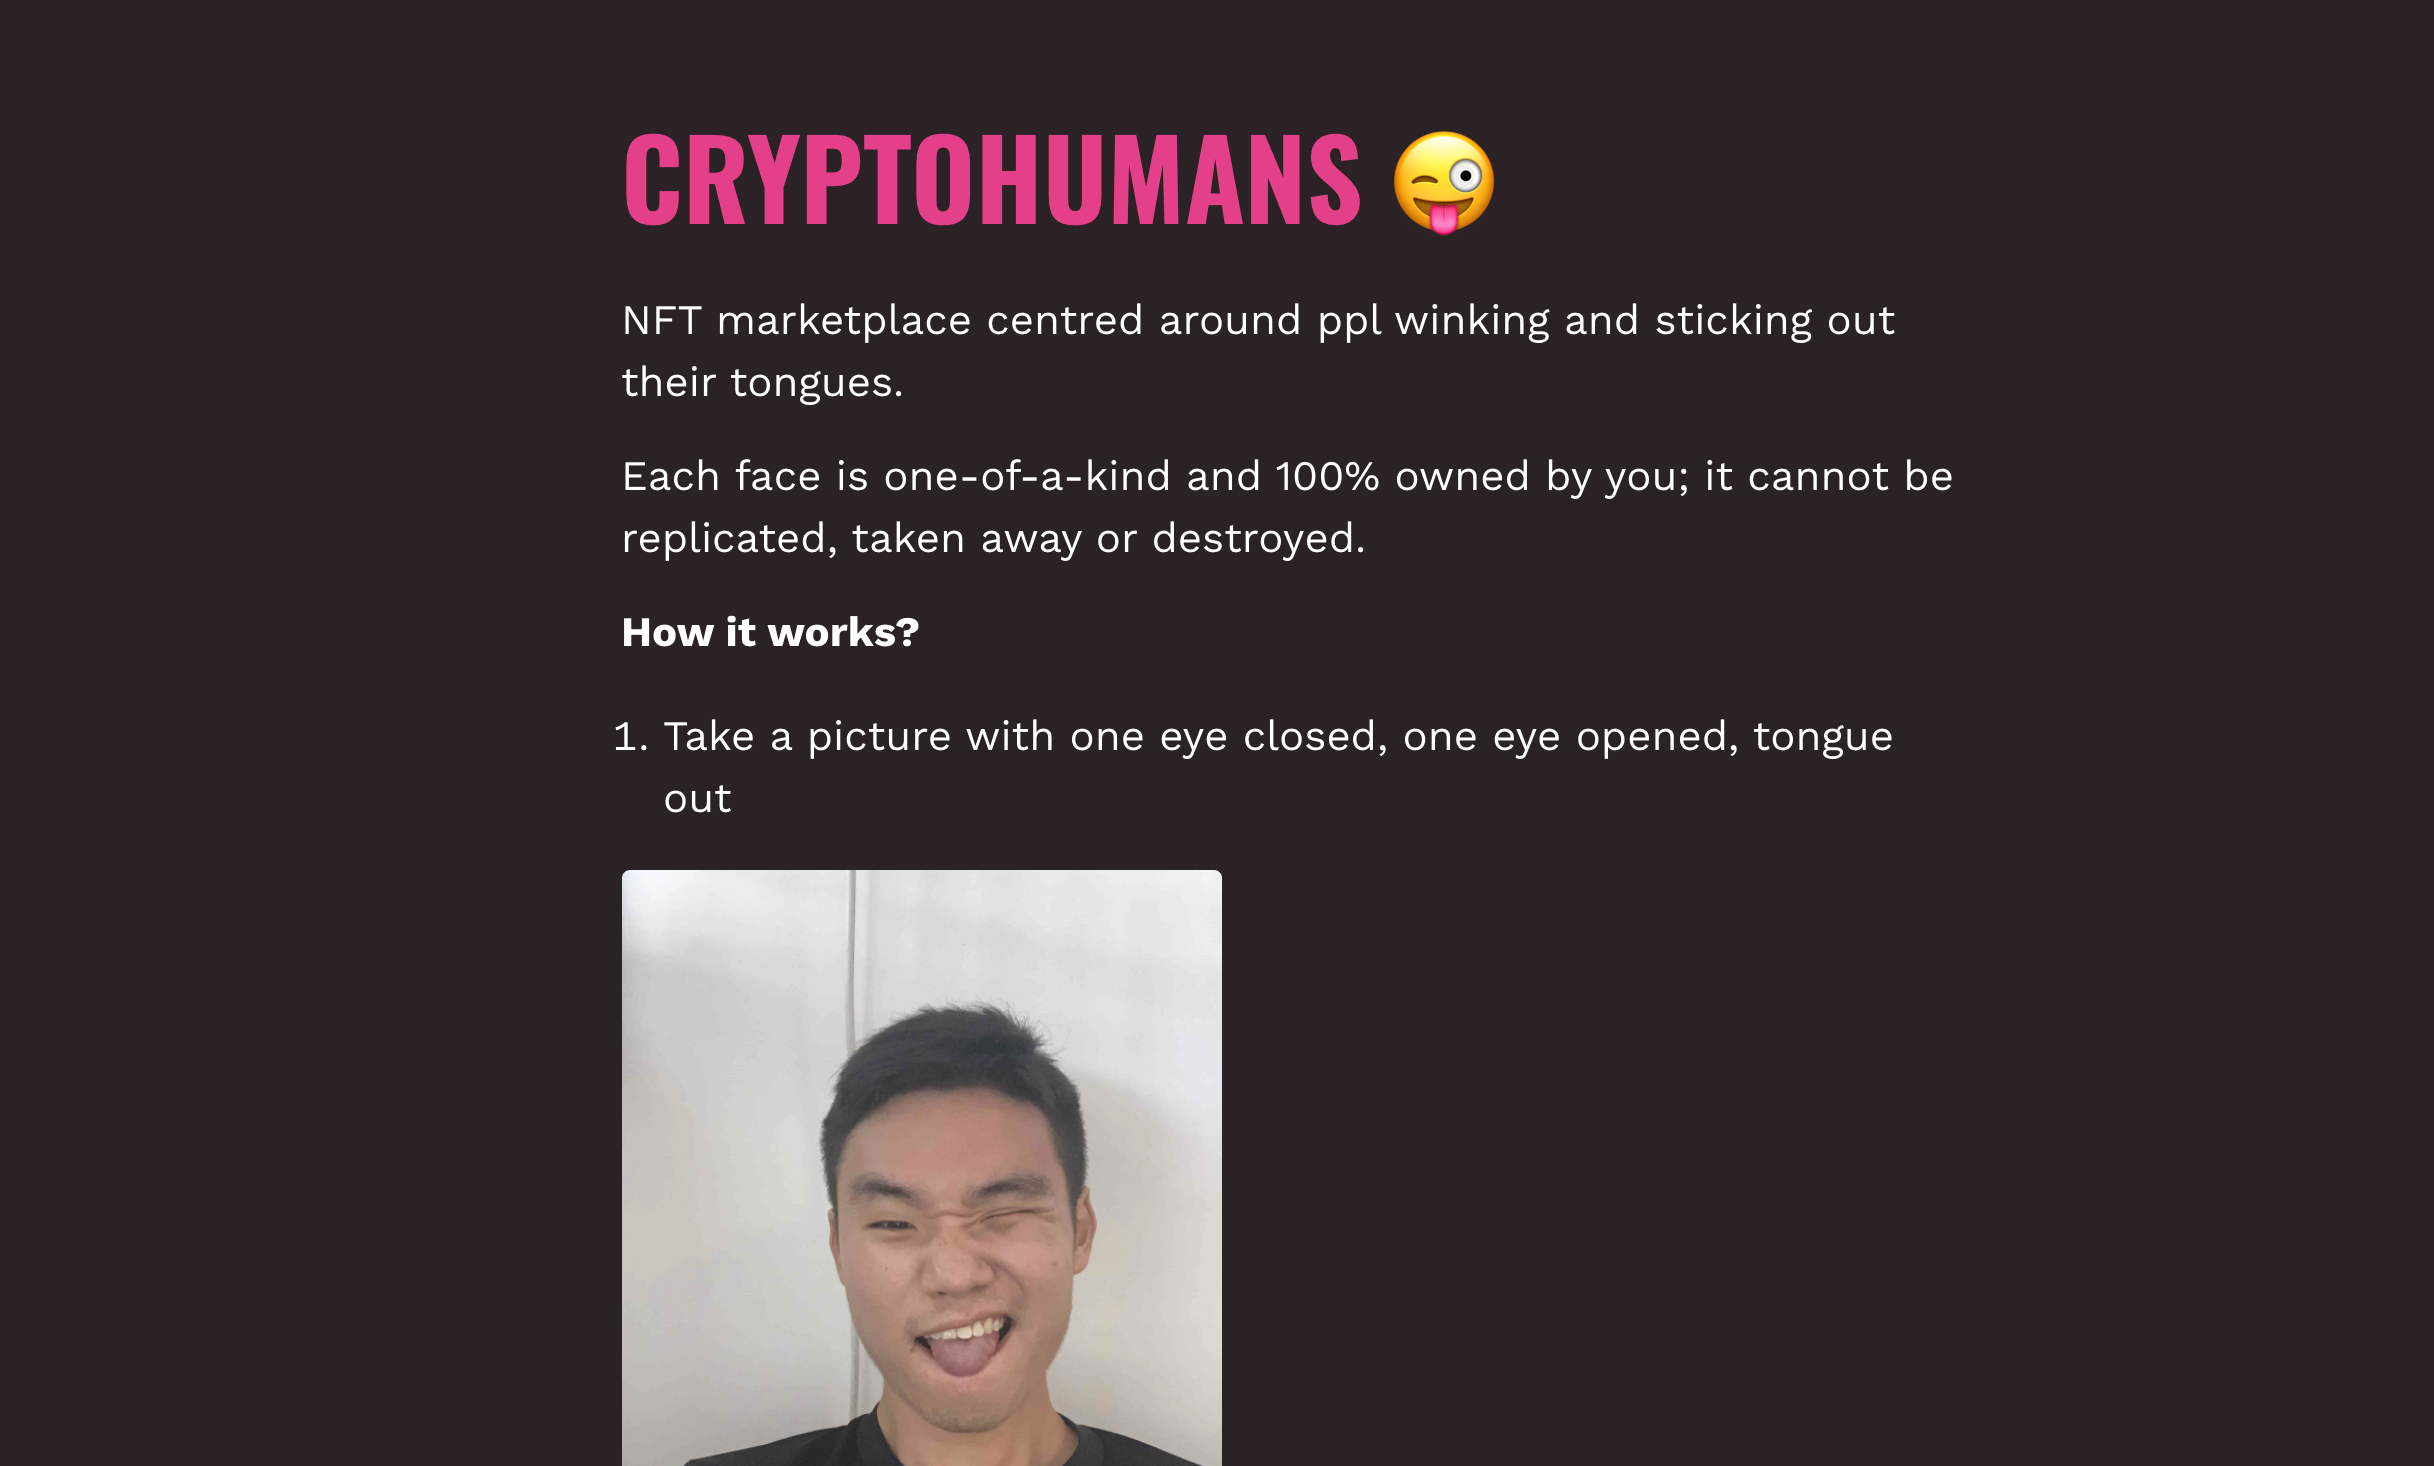 CRYPTOHUMANS 😜
NFT marketplace centred around ppl winking and sticking out
their tongues.
Each face is one-of-a-kind and 100% owned by you; it cannot be
replicated, taken away or destroyed.
How it works?
1. Take a picture with one eye closed, one eye opened, tongue
out